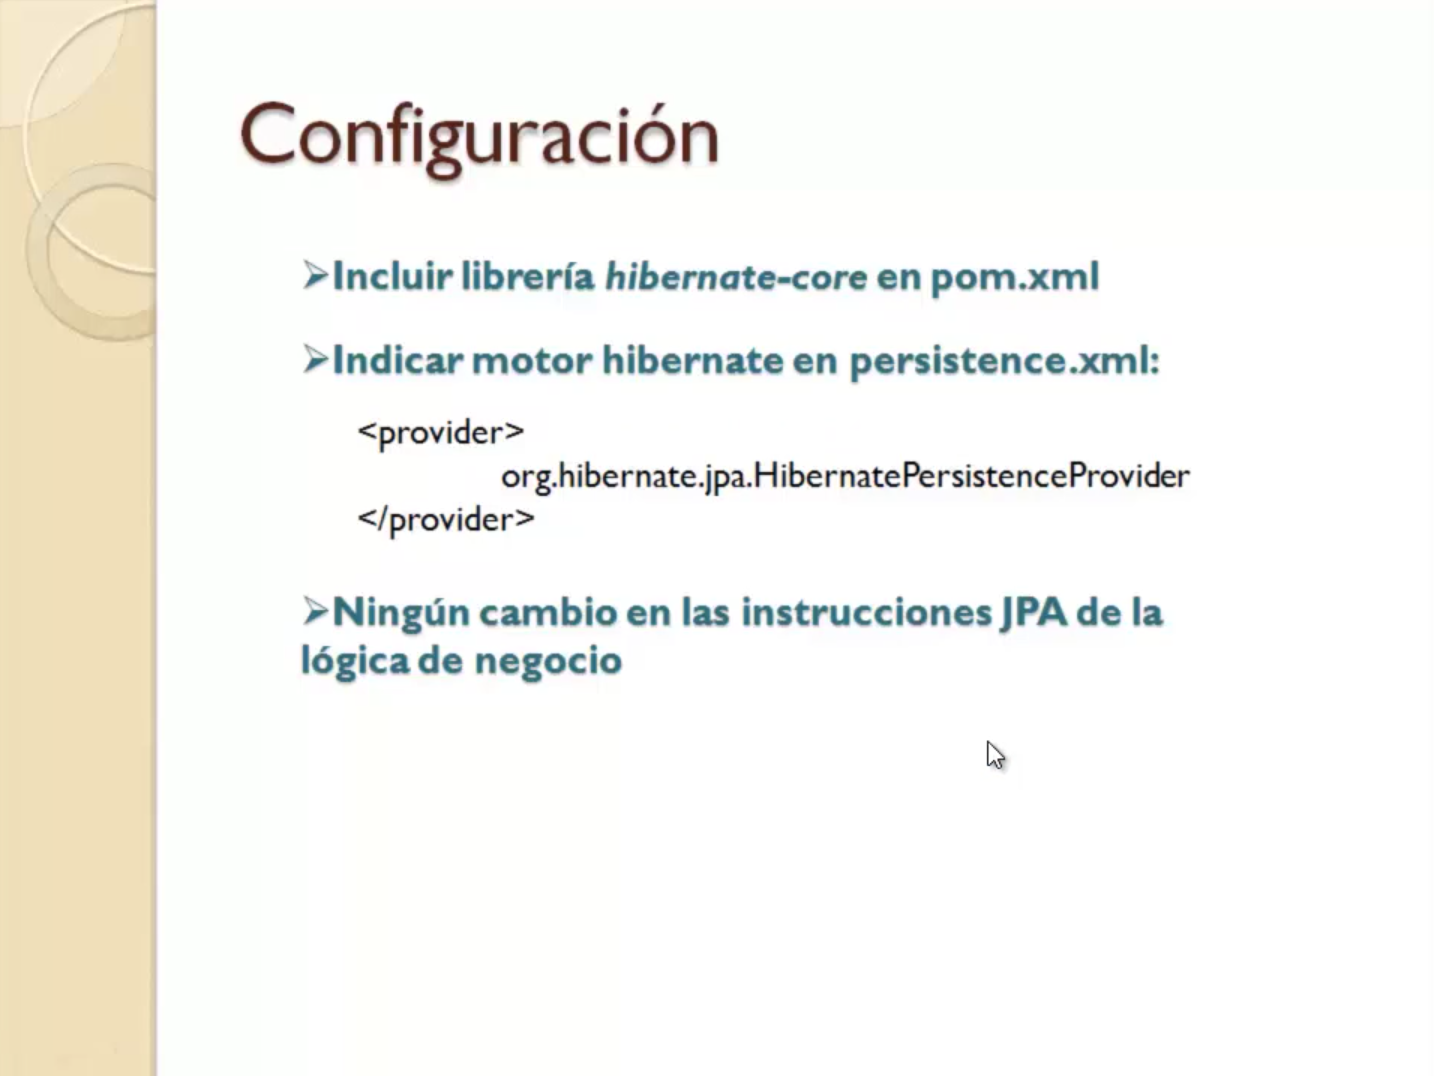 Configuración
➢Incluir librería hibernate-core en pom.xml
➢Indicar motor hibernate en persistence.xml:
<provider>
org.hibernate.jpa.HibernatePersistenceProvider
</provider>
➢Ningún cambio en las instrucciones JPA de la
lógica de negocio